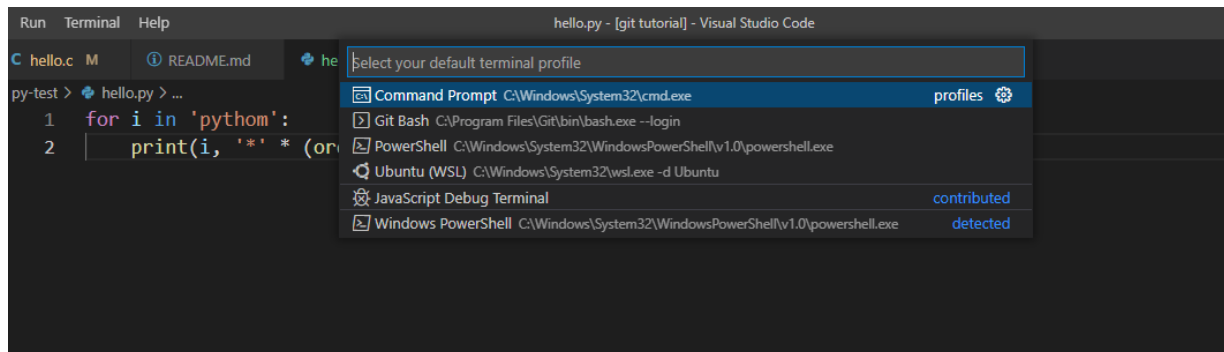 Run Terminal Help hello.py - [git tutorial] - Visual Studio Code
C hello.c M README.md he
Select your default terminal profile
py-test > hello.py > ...
Command Prompt C:\Windows\System32\cmd.exe profiles
1 for i in 'pythom':
Git Bash C:\Program Files\Git\bin\bash.exe --login
2 print(i, '*' * (or
PowerShell C:\Windows\System32\WindowsPowerShell\v1.0\powershell.exe
Ubuntu (WSL) C:\Windows\System32\wsl.exe -d Ubuntu
JavaScript Debug Terminal contributed
Windows PowerShell C:\Windows\System32\WindowsPowerShell\v1.0\powershell.exe detected